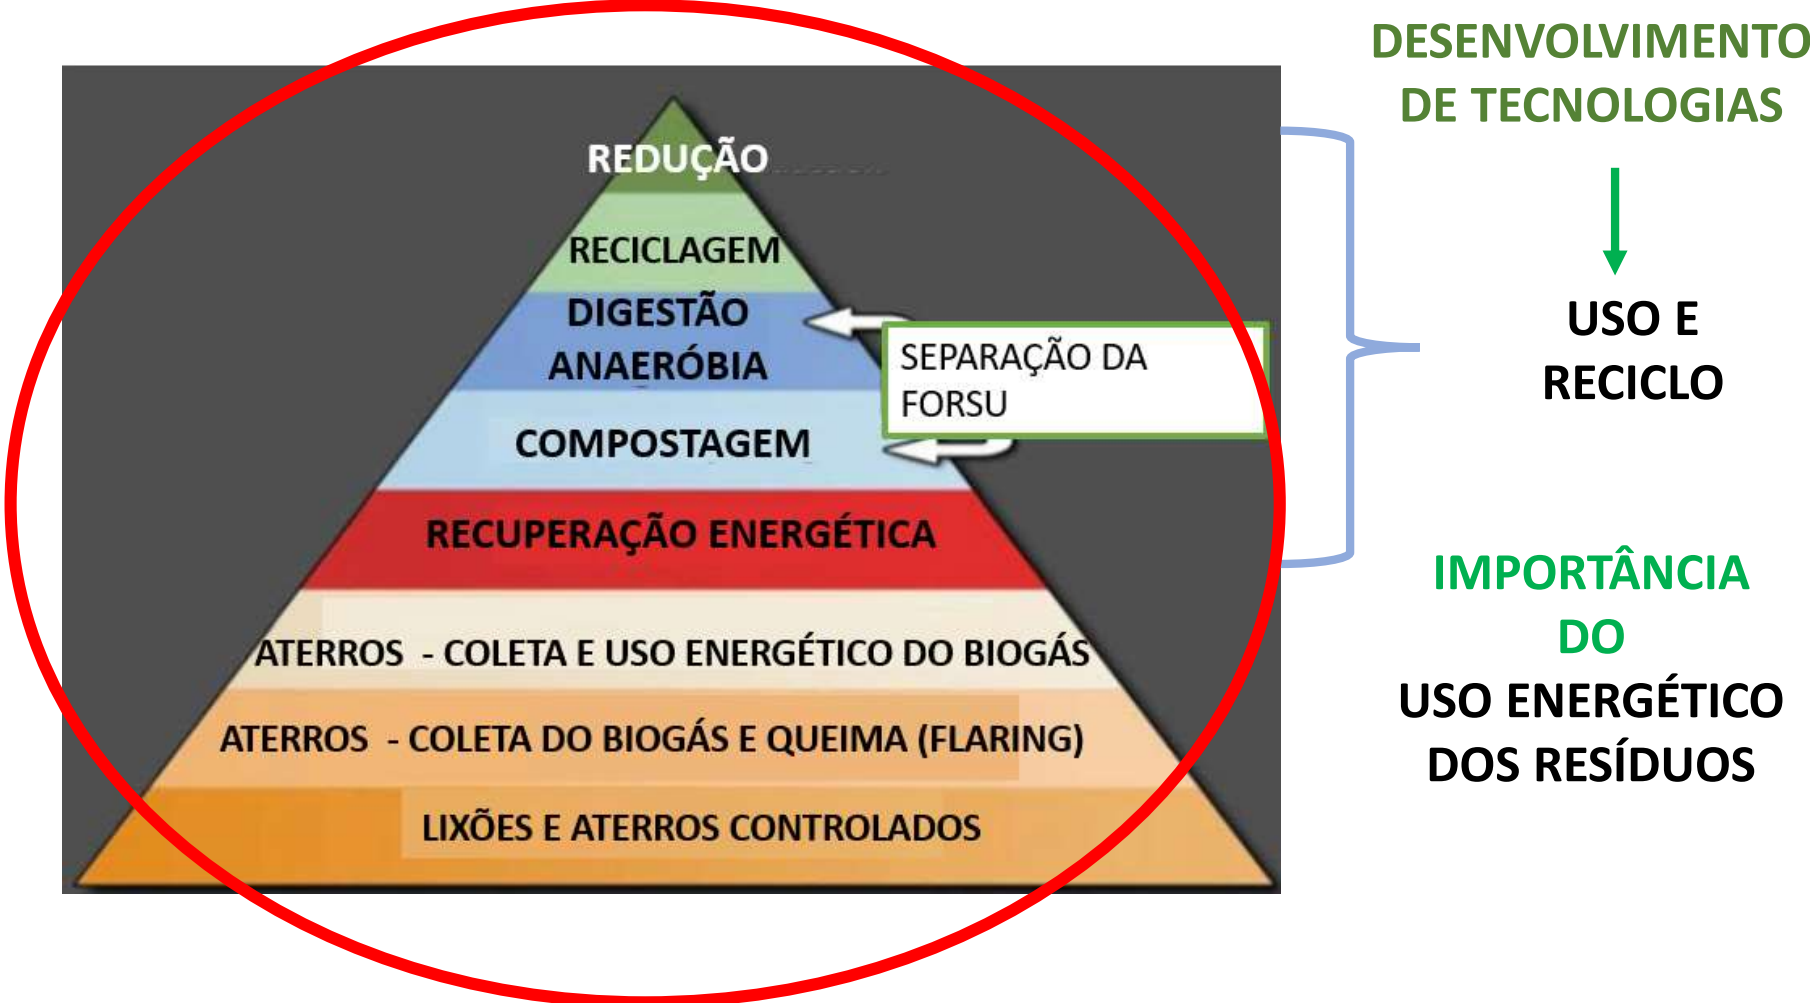 DESENVOLVIMENTO
DE TECNOLOGIAS
REDUÇÃO
RECICLAGEM
DIGESTÃO
ANAERÓBIA
SEPARAÇÃO DA
FORSU
COMPOSTAGEM
RECUPERAÇÃO ENERGÉTICA
ATERROS - COLETA E USO ENERGÉTICO DO BIOGÁS
ATERROS - COLETA DO BIOGÁS E QUEIMA (FLARING)
LIXÕES E ATERROS CONTROLADOS
USO E
RECICLO
IMPORTÂNCIA
DO
USO ENERGÉTICO
DOS RESÍDUOS